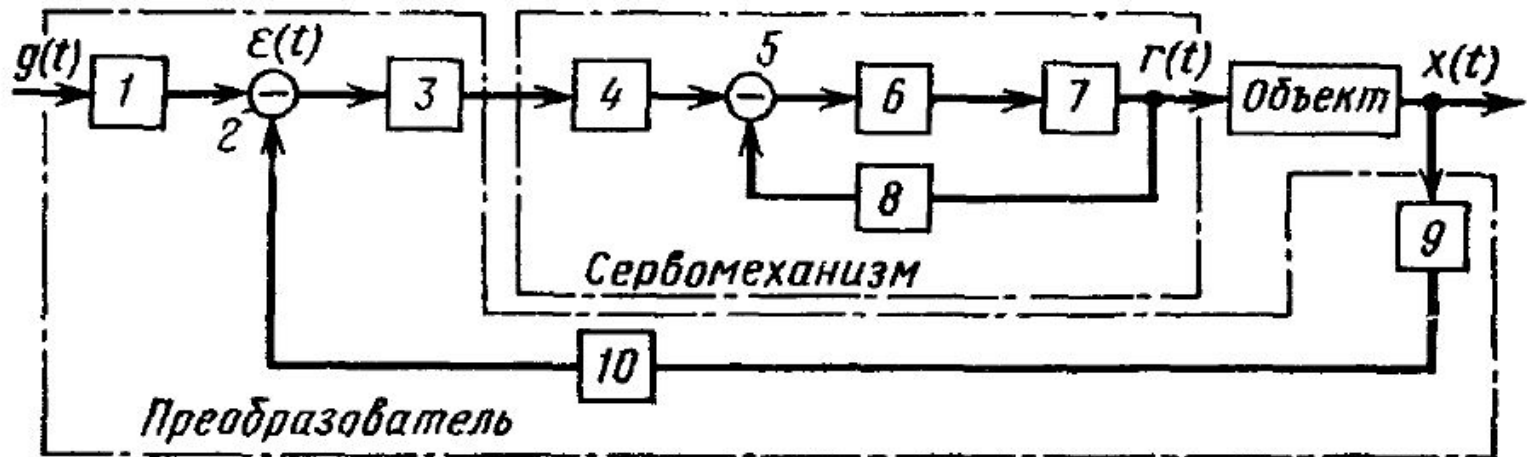 g(t) 1 ε(t) 2 3 4 5 6 7 r(t) Объект x(t)
8 9
Сервомеханизм
10
Преобразователь